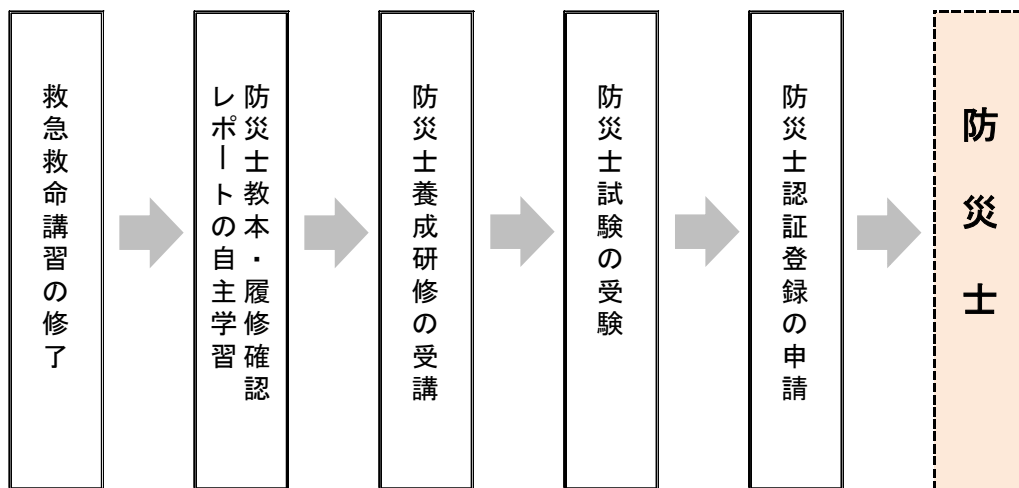 救急救命講習の修了
防災士教本・履修確認
レポートの自主学習
防災士養成研修の受講
防災士試験の受験
防災士認証登録の申請
防災士